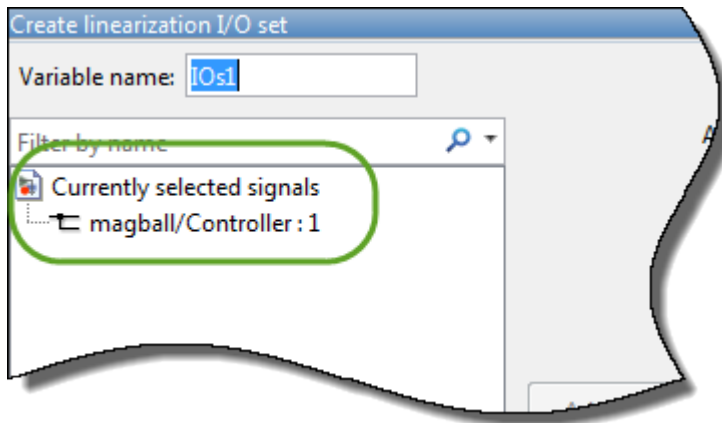 Create linearization I/O set
Variable name: IOs1
Filter by name
Currently selected signals
magball/Controller : 1